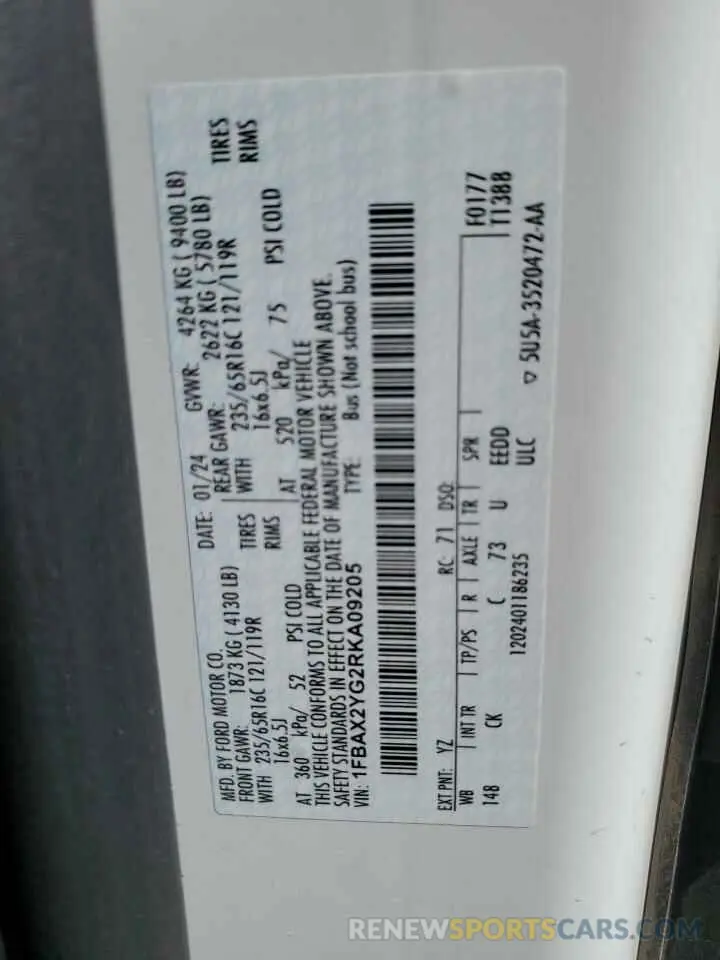 MFD. BY FORD MOTOR CO.
DATE: 01/24 GVWR: 4264 KG ( 9400 LB)
FRONT GAWR: 1873 KG ( 4130 LB)
REAR GAWR: 2622 KG ( 5780 LB)
WITH 235/65R16C 121/119R TIRES
WITH 235/65R16C 121/119R TIRES
16x6.5J RIMS
16x6.5J RIMS
AT 360 kPa/ 52 PSI COLD
AT 520 kPa/ 75 PSI COLD
THIS VEHICLE CONFORMS TO ALL APPLICABLE FEDERAL MOTOR VEHICLE
SAFETY STANDARDS IN EFFECT ON THE DATE OF MANUFACTURE SHOWN ABOVE.
VIN: 1FBAX2YG2RKA09205
TYPE: Bus (Not school bus)
EXT PNT: YZ RC: 71 DSO:
F0177
WB INT TR TP/PS R AXLE TR SPR
T1388
148 CK C 73 U EEDD
ULC
1202401186235
▽ 5U5A-3520472-AA
RENEWSPORTSCARS.COM